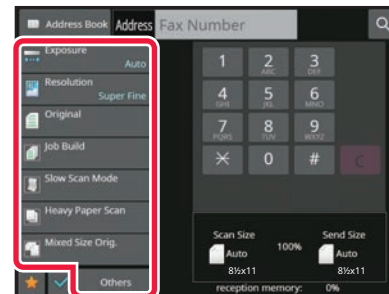 Address Book Address Fax Number
Exposure
Auto
Resolution
Super Fine
Original
Job Build
Slow Scan Mode
Heavy Paper Scan
Mixed Size Orig.
Others
1 2 3
ABC DEF
4 5 6
GHI JKL MNO
7 8 9
PQRS TUV WXYZ
* 0 #
C
Scan Size Send Size
Auto 100% Auto
8½x11 8½x11
reception memory: 0%